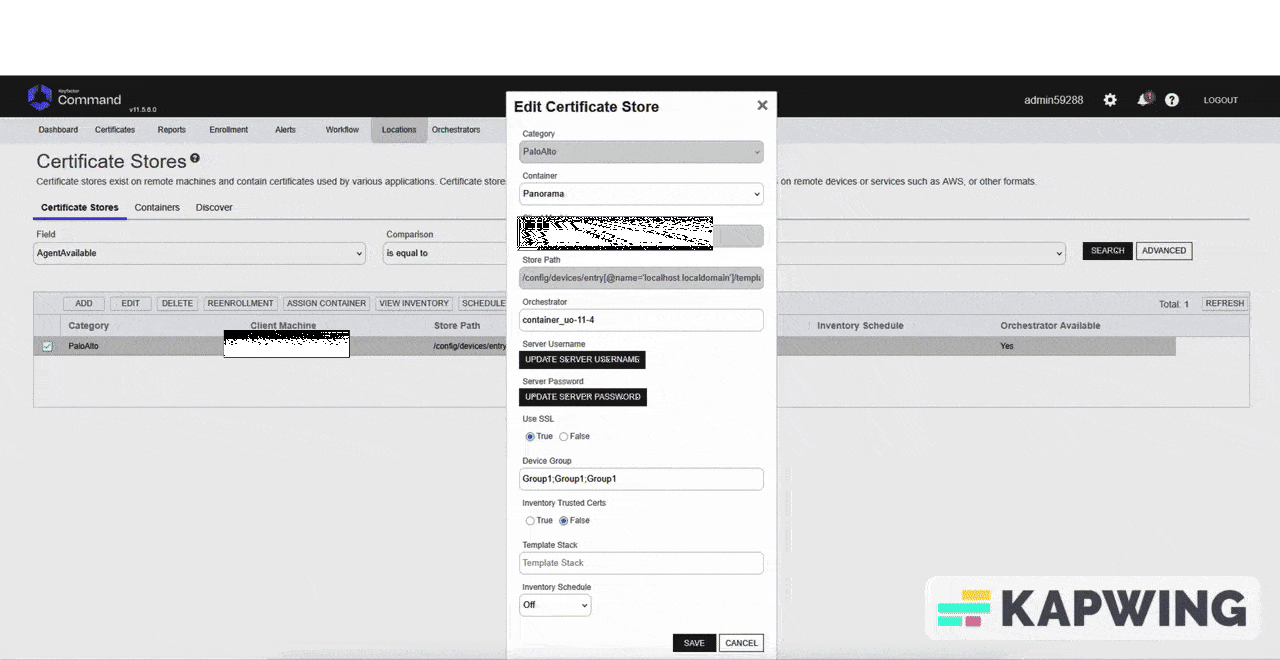 Keyfactor
Command
v11.5.6.0
admin59288
LOGOUT
Dashboard Certificates Reports Enrollment Alerts Workflow Locations Orchestrators
Certificate Stores
Certificate stores exist on remote machines and contain certificates used by various applications. Certificate store
on remote devices or services such as AWS, or other formats.
Certificate Stores Containers Discover
Field
AgentAvailable
Comparison
is equal to
SEARCH ADVANCED
ADD EDIT DELETE REENROLLMENT ASSIGN CONTAINER VIEW INVENTORY SCHEDULE
Total: 1 REFRESH
Category Client Machine Store Path Inventory Schedule Orchestrator Available
PaloAlto /config/devices/entry Yes
Edit Certificate Store
Category
PaloAlto
Container
Panorama
Store Path
/config/devices/entry[@name='localhost.localdomain']/templa
Orchestrator
container_uo-11-4
Server Username
UPDATE SERVER USERNAME
Server Password
UPDATE SERVER PASSWORD
Use SSL
True False
Device Group
Group1;Group1;Group1
Inventory Trusted Certs
True False
Template Stack
Template Stack
Inventory Schedule
Off
SAVE CANCEL
KAPWING